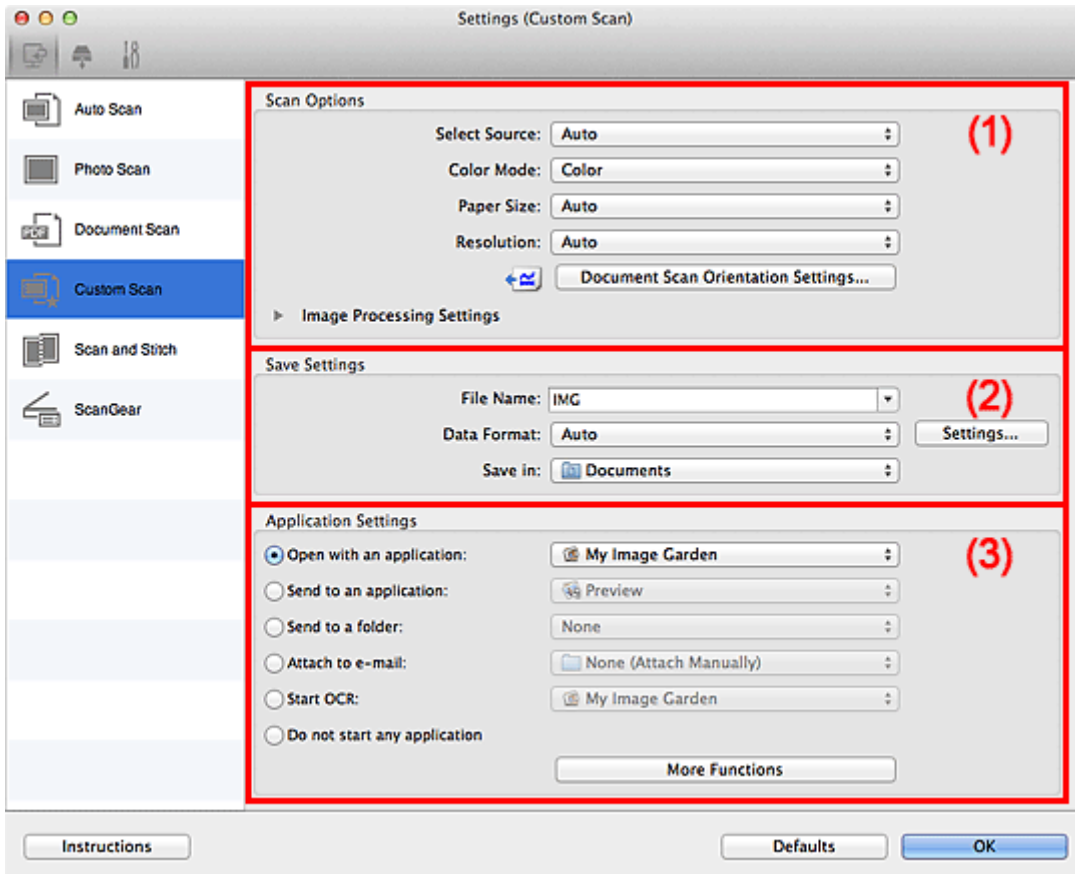 Settings (Custom Scan)
Auto Scan
Photo Scan
PDF
Document Scan
Custom Scan
Scan and Stitch
ScanGear
Scan Options
(1)
Select Source: Auto
Color Mode: Color
Paper Size: Auto
Resolution: Auto
Document Scan Orientation Settings...
Image Processing Settings
Save Settings
(2)
File Name: IMG
Data Format: Auto Settings...
Save in: Documents
Application Settings
(3)
Open with an application: My Image Garden
Send to an application: Preview
Send to a folder: None
Attach to e-mail: None (Attach Manually)
Start OCR: My Image Garden
Do not start any application
More Functions
Instructions Defaults OK